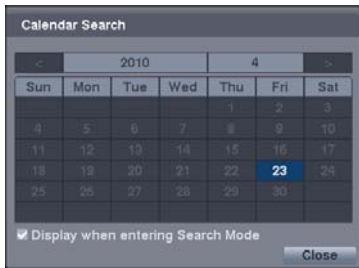 Calendar Search
< 2010 4 >
Sun Mon Tue Wed Thu Fri Sat
1 2 3
4 5 6 7 8 9 10
11 12 13 14 15 16 17
18 19 20 21 22 23 24
25 26 27 28 29 30
Display when entering Search Mode
Close